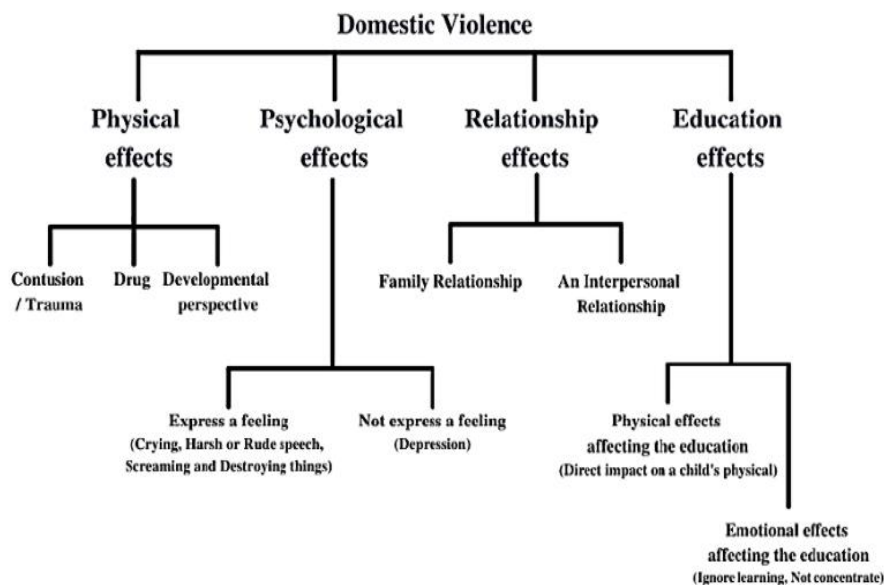 Domestic Violence
Physical
effects
Psychological
effects
Relationship
effects
Education
effects
Contusion
/ Trauma
Drug
Developmental
perspective
Family Relationship
An Interpersonal
Relationship
Express a feeling
(Crying, Harsh or Rude speech,
Screaming and Destroying things)
Not express a feeling
(Depression)
Physical effects
affecting the education
(Direct impact on a child's physical)
Emotional effects
affecting the education
(Ignore learning, Not concentrate)